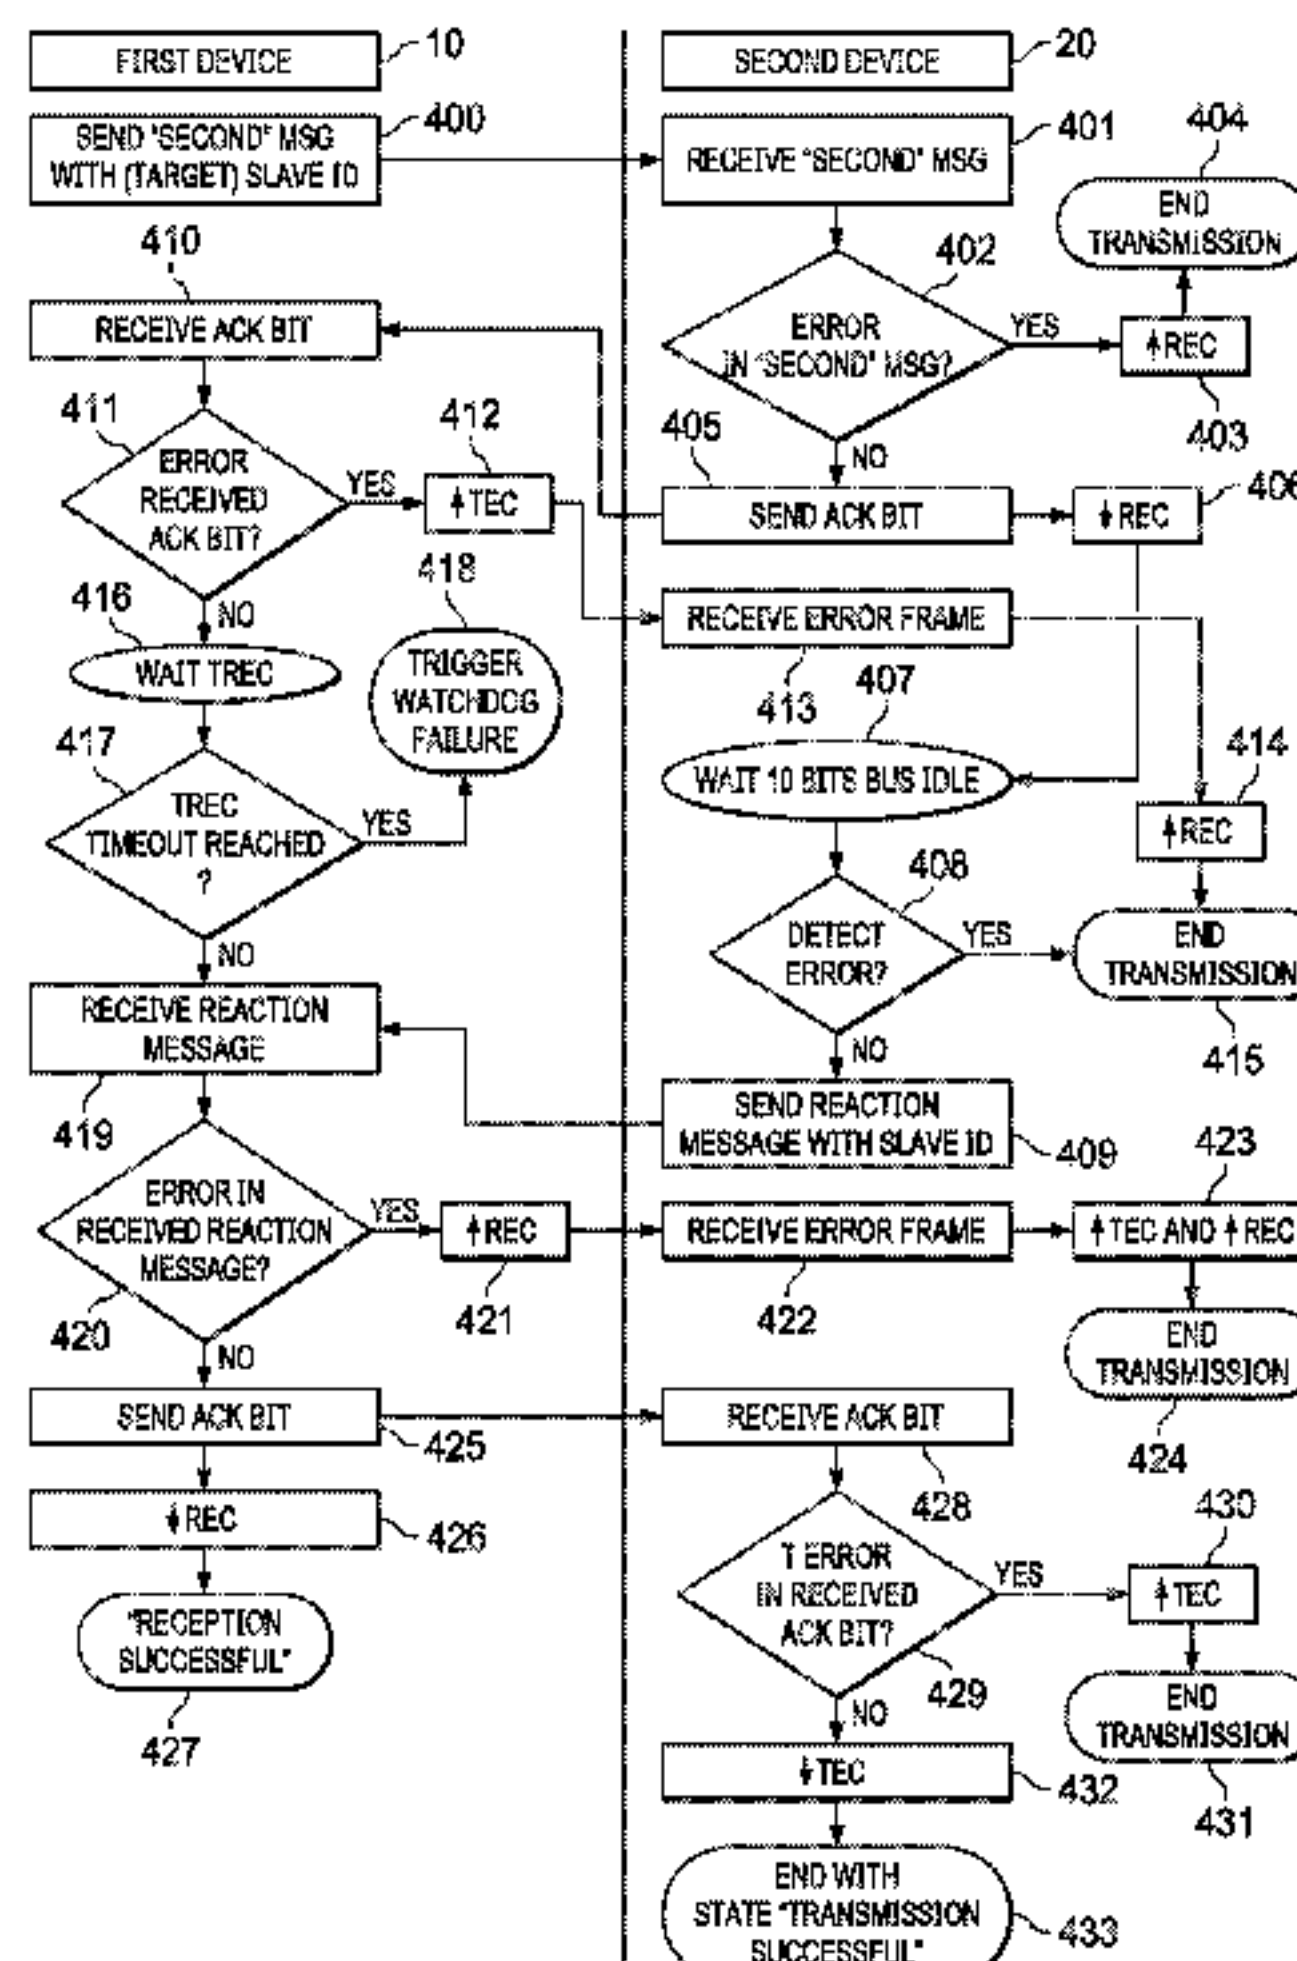 FIRST DEVICE
10
SECOND DEVICE
20
SEND "SECOND" MSG
WITH (TARGET) SLAVE ID
400
RECEIVE "SECOND" MSG
401
404
END
TRANSMISSION
410
402
RECEIVE ACK BIT
ERROR
IN "SECOND" MSG?
YES
↑REC
403
NO
411
ERROR
RECEIVED
ACK BIT?
YES
412
↑TEC
405
SEND ACK BIT
↓REC
406
NO
416
WAIT TREC
418
TRIGGER
WATCHDOG
FAILURE
RECEIVE ERROR FRAME
413
407
WAIT 10 BITS BUS IDLE
414
↑REC
417
TREC
TIMEOUT REACHED
?
YES
NO
408
DETECT
ERROR?
YES
END
TRANSMISSION
415
NO
RECEIVE REACTION
MESSAGE
419
SEND REACTION
MESSAGE WITH SLAVE ID
409
423
ERROR IN
RECEIVED REACTION
MESSAGE?
420
YES
↑REC
421
RECEIVE ERROR FRAME
422
↑TEC AND ↑REC
END
TRANSMISSION
424
NO
SEND ACK BIT
425
RECEIVE ACK BIT
428
↓REC
426
T ERROR
IN RECEIVED
ACK BIT?
429
YES
430
↑TEC
"RECEPTION
SUCCESSFUL"
427
END
TRANSMISSION
431
NO
↓TEC
432
END WITH
STATE "TRANSMISSION
SUCCESSFUL"
433